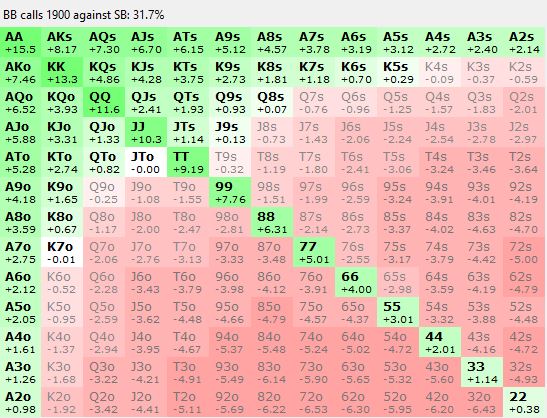 BB calls 1900 against SB: 31.7%
AA AKs AQs AJs ATs A9s A8s A7s A6s A5s A4s A3s A2s
+15.5 +8.17 +7.30 +6.70 +6.15 +5.12 +4.57 +3.78 +3.19 +3.12 +2.72 +2.40 +2.14
AKo KK KQs KJs KTs K9s K8s K7s K6s K5s K4s K3s K2s
+7.46 +13.3 +4.86 +4.28 +3.75 +2.73 +1.81 +1.18 +0.70 +0.29 -0.09 -0.37 -0.59
AQo KQo QQ QJs QTs Q9s Q8s Q7s Q6s Q5s Q4s Q3s Q2s
+6.52 +3.93 +11.6 +2.41 +1.93 +0.93 +0.07 -0.76 -0.96 -1.25 -1.57 -1.83 -2.01
AJo KJo QJo JJ JTs J9s J8s J7s J6s J5s J4s J3s J2s
+5.88 +3.31 +1.33 +10.3 +1.14 +0.13 -0.73 -1.43 -2.06 -2.24 -2.54 -2.78 -2.97
ATo KTo QTo JTo TT T9s T8s T7s T6s T5s T4s T3s T2s
+5.28 +2.74 +0.82 -0.00 +9.19 -0.32 -1.19 -1.80 -2.41 -3.06 -3.24 -3.46 -3.64
A9o K9o Q9o J9o T9o 99 98s 97s 96s 95s 94s 93s 92s
+4.18 +1.65 -0.25 -1.08 -1.55 +7.76 -1.51 -1.99 -2.59 -3.24 -3.91 -4.01 -4.19
A8o K8o Q8o J8o T8o 98o 88 87s 86s 85s 84s 83s 82s
+3.59 +0.67 -1.17 -2.00 -2.47 -2.81 +6.31 -2.14 -2.73 -3.37 -4.02 -4.63 -4.70
A7o K7o Q7o J7o T7o 97o 87o 77 76s 75s 74s 73s 72s
+2.75 -0.01 -2.06 -2.76 -3.13 -3.33 -3.48 +5.01 -2.55 -3.17 -3.79 -4.42 -5.00
A6o K6o Q6o J6o T6o 96o 86o 76o 66 65s 64s 63s 62s
+2.12 -0.52 -2.28 -3.43 -3.79 -3.98 -4.12 -3.91 +4.00 -2.98 -3.59 -4.19 -4.79
A5o K5o Q5o J5o T5o 95o 85o 75o 65o 55 54s 53s 52s
+2.05 -0.95 -2.59 -3.62 -4.48 -4.66 -4.79 -4.57 -4.37 +3.01 -3.32 -3.88 -4.48
A4o K4o Q4o J4o T4o 94o 84o 74o 64o 54o 44 43s 42s
+1.61 -1.37 -2.94 -3.95 -4.67 -5.37 -5.48 -5.24 -5.02 -4.72 +2.01 -4.16 -4.72
A3o K3o Q3o J3o T3o 93o 83o 73o 63o 53o 43o 33 32s
+1.26 -1.68 -3.22 -4.21 -4.91 -5.49 -6.14 -5.90 -5.65 -5.32 -5.60 +1.14 -4.93
A2o K2o Q2o J2o T2o 92o 82o 72o 62o 52o 42o 32o 22
+0.98 -1.92 -3.42 -4.41 -5.11 -5.69 -6.22 -6.53 -6.30 -5.95 -6.20 -6.43 +0.38